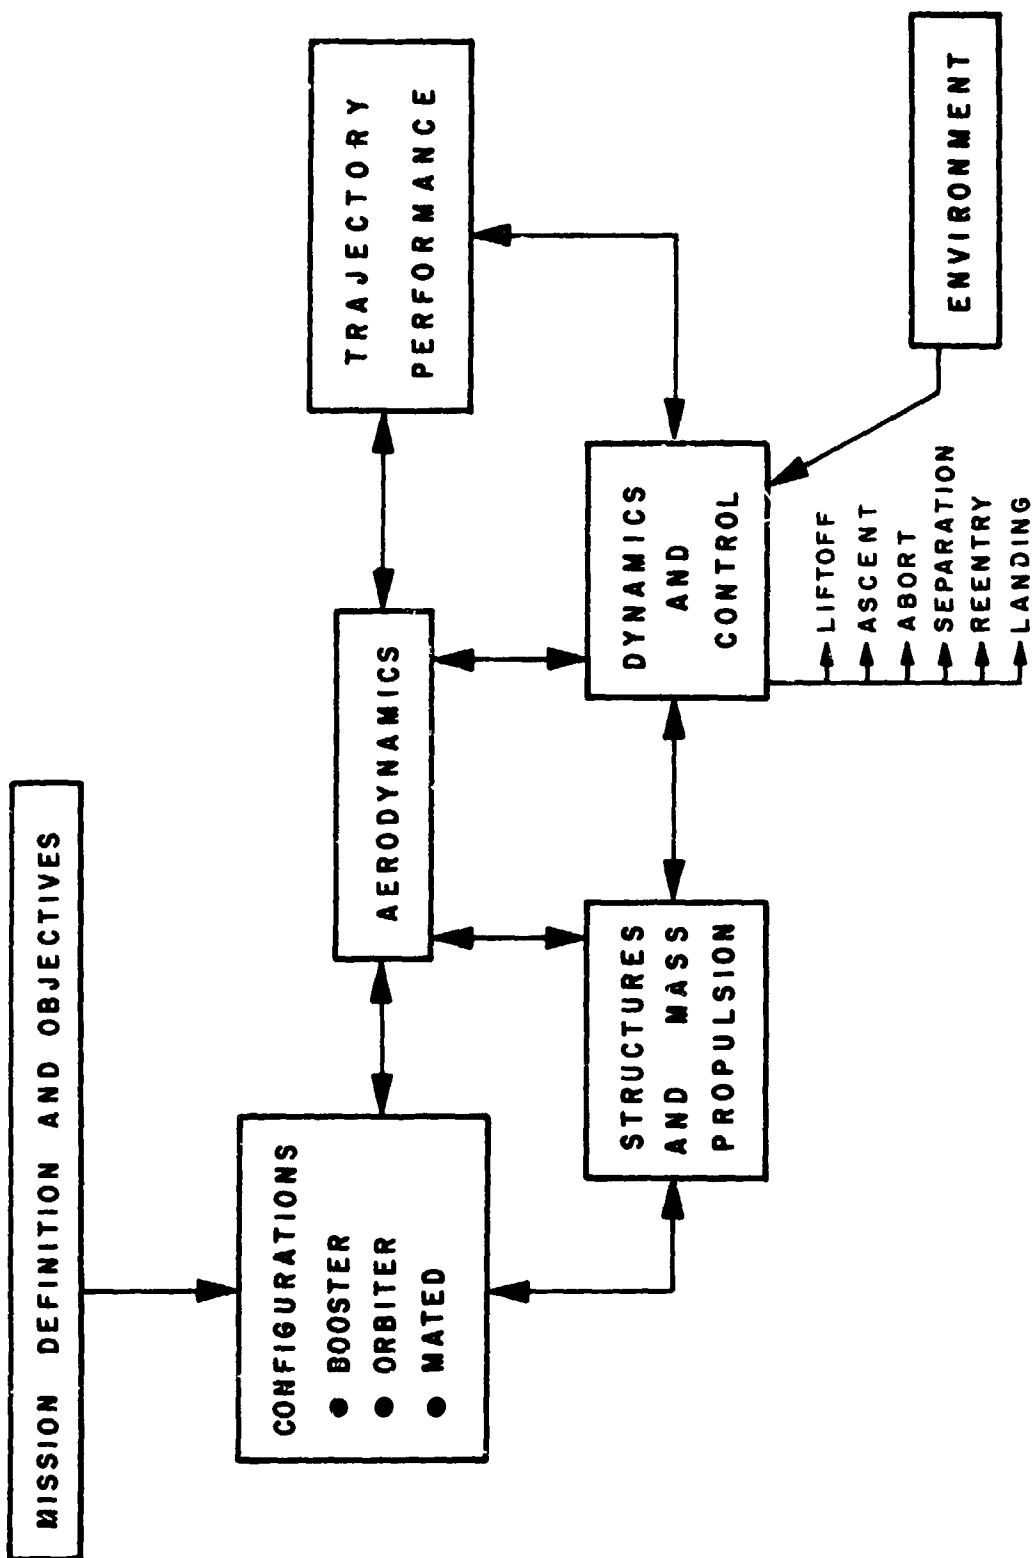 MISSION DEFINITION AND OBJECTIVES
CONFIGURATIONS
● BOOSTER
● ORBITER
● MATED
AERODYNAMICS
TRAJECTORY
PERFORMANCE
STRUCTURES
AND MASS
PROPULSION
DYNAMICS
AND
CONTROL
LIFTOFF
ASCENT
ABORT
SEPARATION
REENTRY
LANDING
ENVIRONMENT